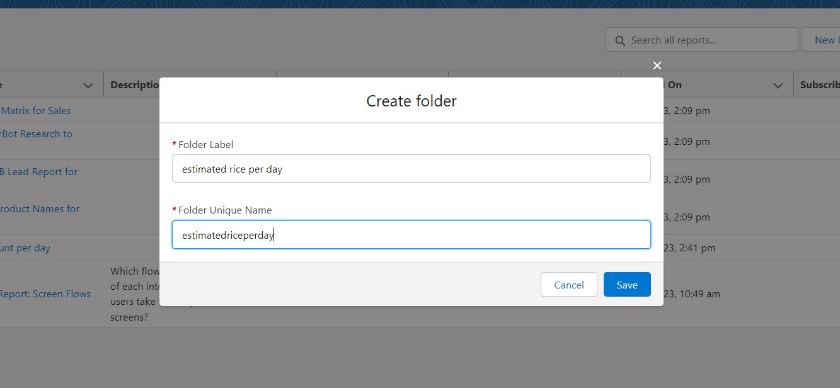 Search all reports...
New
Descriptio
On
Subscrib
Matrix for Sales
3, 2:09 pm
rBot Research to
3, 2:09 pm
B Lead Report for
3, 2:09 pm
roduct Names for
3, 2:09 pm
unt per day
23, 2:41 pm
Report: Screen Flows
Which flow
of each inte
users take
screens?
23, 10:49 am
Create folder
* Folder Label
estimated rice per day
* Folder Unique Name
estimatedriceperday
Cancel
Save